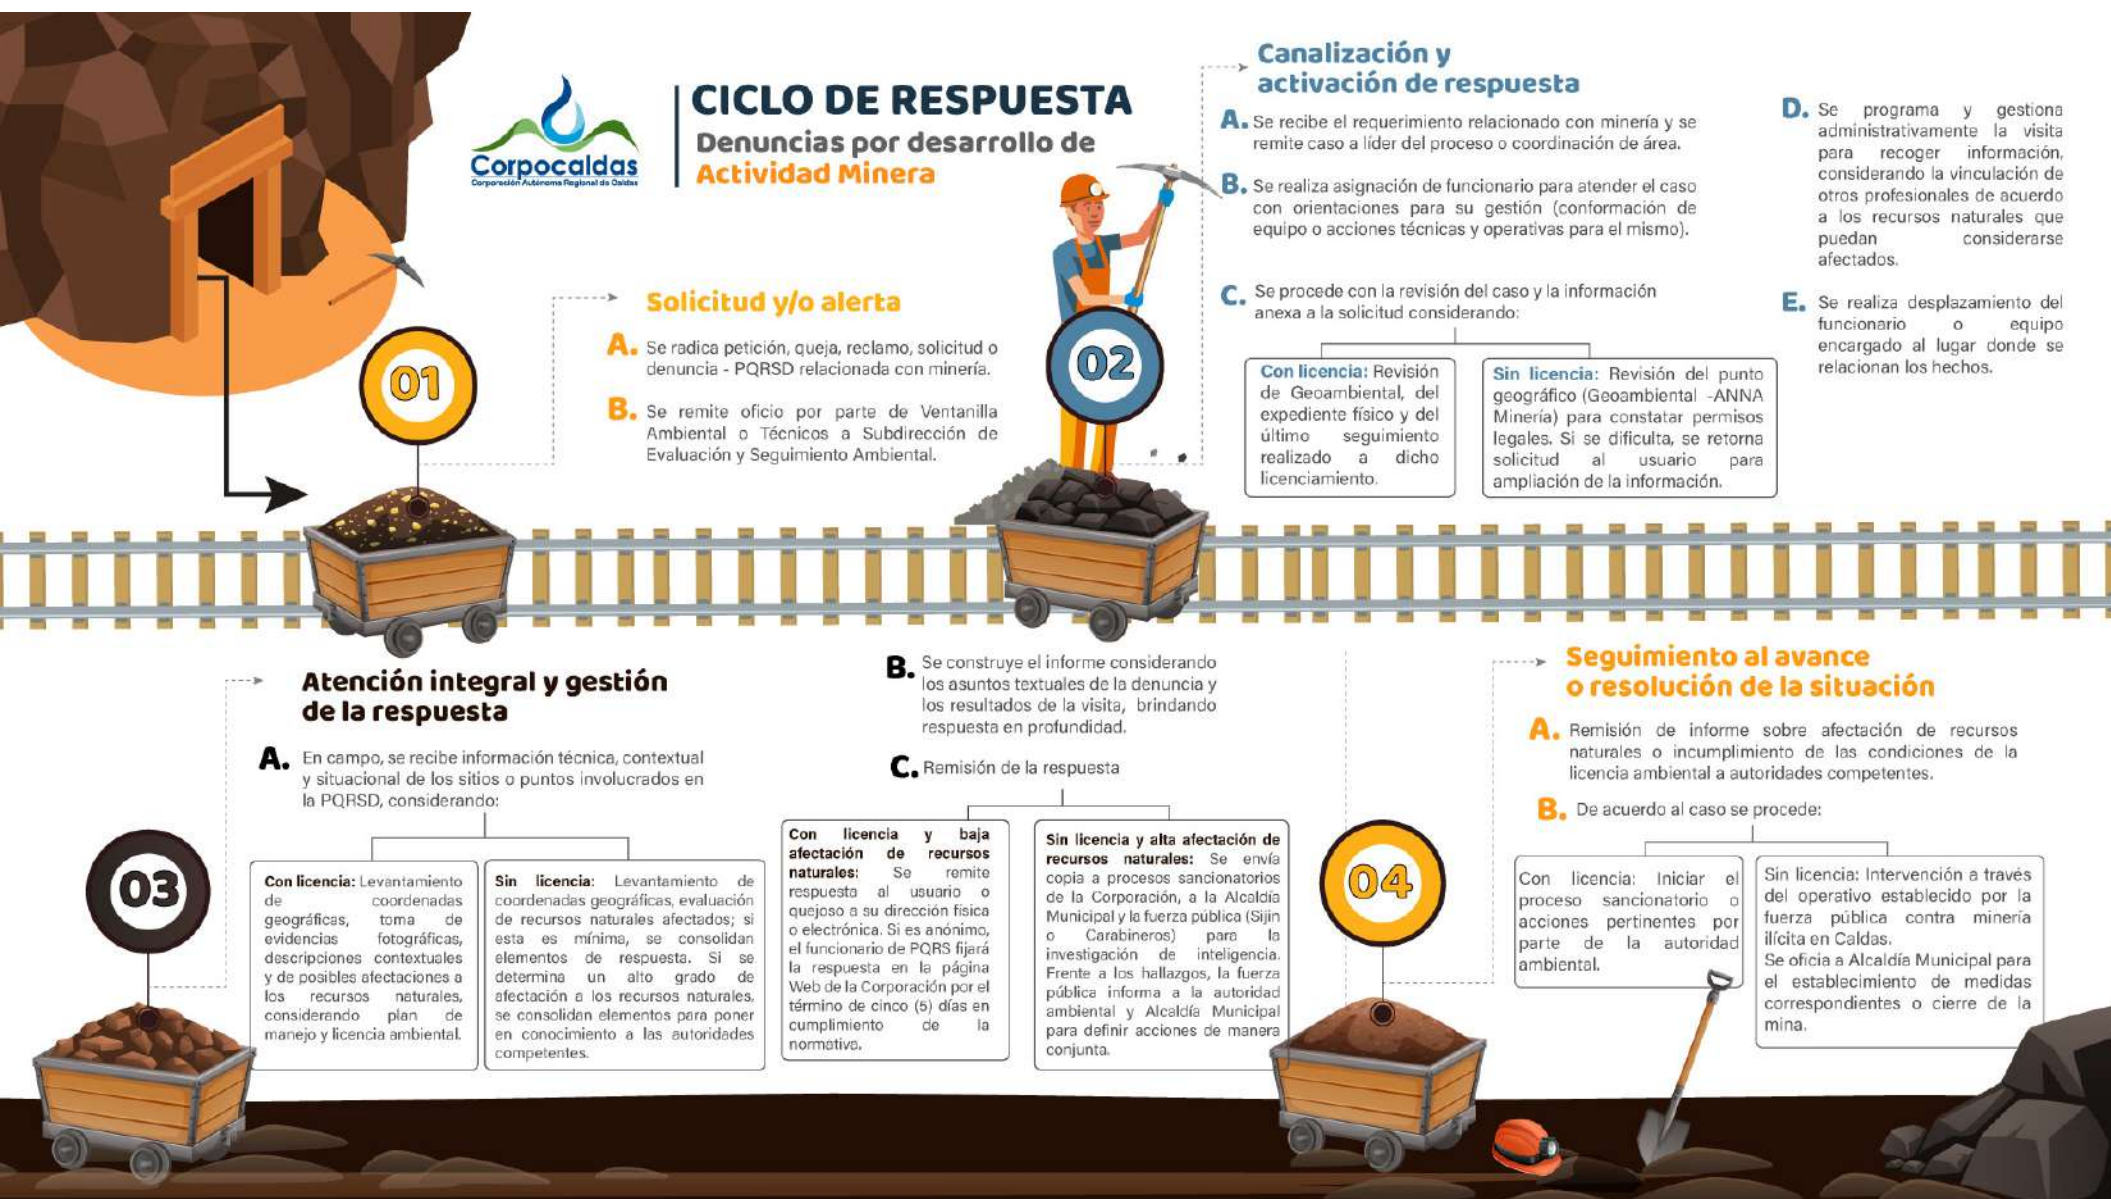 Corpocaldas
Corporación Autónoma Regional de Caldas
CICLO DE RESPUESTA
Denuncias por desarrollo de
Actividad Minera
01
Solicitud y/o alerta
A. Se radica petición, queja, reclamo, solicitud o
denuncia - PQRSD relacionada con minería.
B. Se remite oficio por parte de Ventanilla
Ambiental o Técnicos a Subdirección de
Evaluación y Seguimiento Ambiental.
02
Canalización y
activación de respuesta
A. Se recibe el requerimiento relacionado con minería y se
remite caso a líder del proceso o coordinación de área.
B. Se realiza asignación de funcionario para atender el caso
con orientaciones para su gestión (conformación de
equipo o acciones técnicas y operativas para el mismo).
C. Se procede con la revisión del caso y la información
anexa a la solicitud considerando:
Con licencia: Revisión
de Geoambiental, del
expediente físico y del
último seguimiento
realizado a dicho
licenciamiento.
Sin licencia: Revisión del punto
geográfico (Geoambiental -ANNA
Minería) para constatar permisos
legales. Si se dificulta, se retorna
solicitud al usuario para
ampliación de la información.
D. Se programa y gestiona
administrativamente la visita
para recoger información,
considerando la vinculación de
otros profesionales de acuerdo
a los recursos naturales que
puedan considerarse
afectados.
E. Se realiza desplazamiento del
funcionario o equipo
encargado al lugar donde se
relacionan los hechos.
03
Atención integral y gestión
de la respuesta
A. En campo, se recibe información técnica, contextual
y situacional de los sitios o puntos involucrados en
la PQRSD, considerando:
Con licencia: Levantamiento
de coordenadas
geográficas, toma de
evidencias fotográficas,
descripciones contextuales
y de posibles afectaciones a
los recursos naturales,
considerando plan de
manejo y licencia ambiental.
Sin licencia: Levantamiento de
coordenadas geográficas, evaluación
de recursos naturales afectados; si
esta es mínima, se consolidan
elementos de respuesta. Si se
determina un alto grado de
afectación a los recursos naturales,
se consolidan elementos para poner
en conocimiento a las autoridades
competentes.
B. Se construye el informe considerando
los asuntos textuales de la denuncia y
los resultados de la visita, brindando
respuesta en profundidad.
C. Remisión de la respuesta
Con licencia y baja
afectación de recursos
naturales: Se remite
respuesta al usuario o
quejoso a su dirección física
o electrónica. Si es anónimo,
el funcionario de PQRS fijará
la respuesta en la página
Web de la Corporación por el
término de cinco (5) días en
cumplimiento de la
normativa.
Sin licencia y alta afectación de
recursos naturales: Se envía
copia a procesos sancionatorios
de la Corporación, a la Alcaldía
Municipal y la fuerza pública (Sijin
o Carabineros) para la
investigación de inteligencia.
Frente a los hallazgos, la fuerza
pública informa a la autoridad
ambiental y Alcaldía Municipal
para definir acciones de manera
conjunta.
04
Seguimiento al avance
o resolución de la situación
A. Remisión de informe sobre afectación de recursos
naturales o incumplimiento de las condiciones de la
licencia ambiental a autoridades competentes.
B. De acuerdo al caso se procede:
Con licencia: Iniciar el
proceso sancionatorio o
acciones pertinentes por
parte de la autoridad
ambiental.
Sin licencia: Intervención a través
del operativo establecido por la
fuerza pública contra minería
ilícita en Caldas.
Se oficia a Alcaldía Municipal para
el establecimiento de medidas
correspondientes o cierre de la
mina.